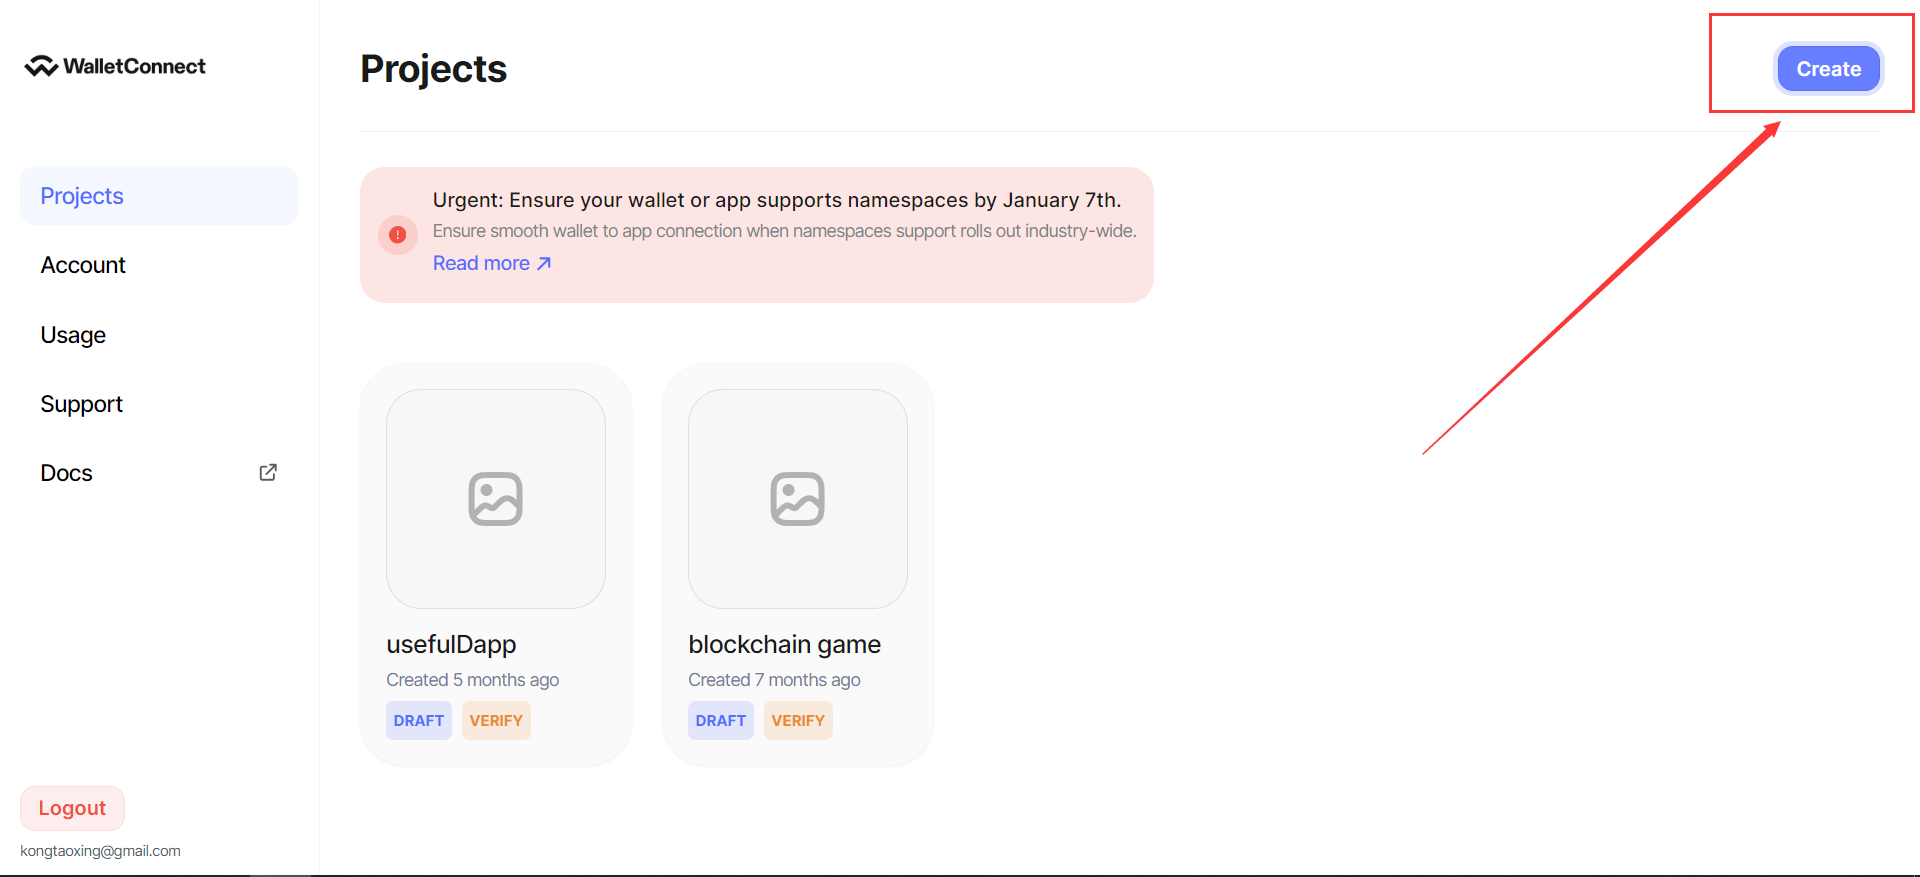 WalletConnect
Projects
Account
Usage
Support
Docs
Logout
kongtaoxing@gmail.com
Projects
Create
Urgent: Ensure your wallet or app supports namespaces by January 7th.
Ensure smooth wallet to app connection when namespaces support rolls out industry-wide.
Read more
usefulDapp
Created 5 months ago
DRAFT VERIFY
blockchain game
Created 7 months ago
DRAFT VERIFY